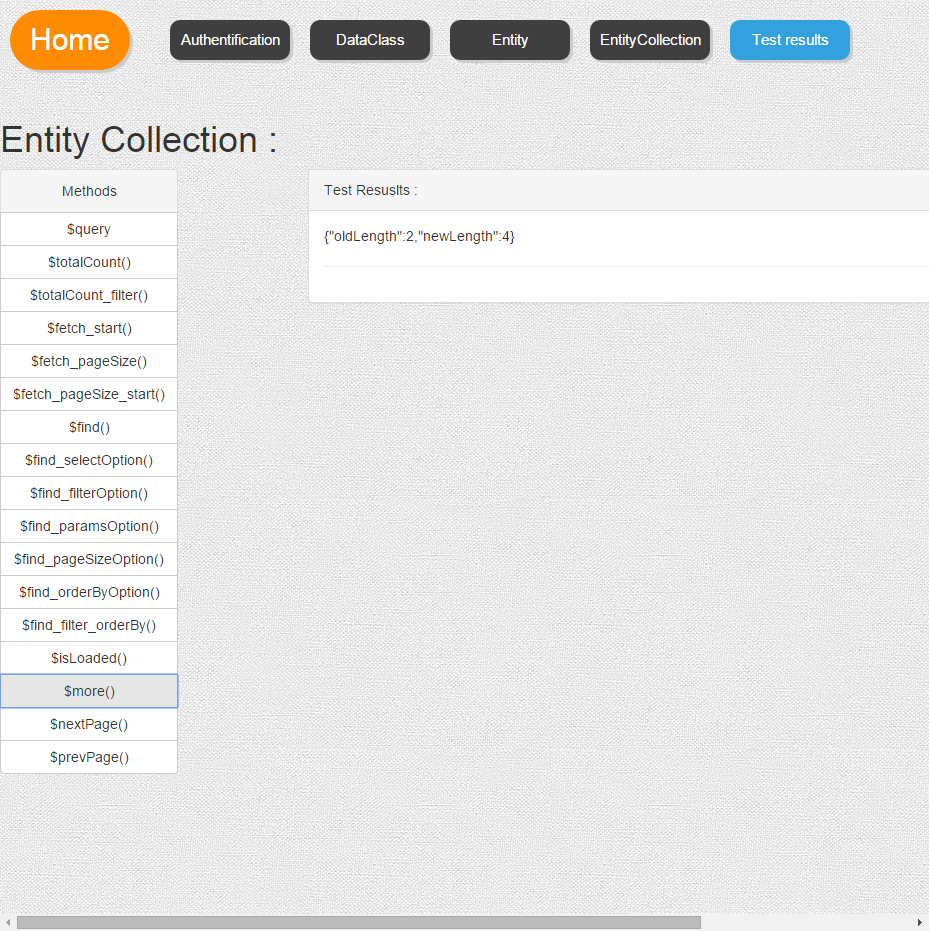 Home
Authentification
DataClass
Entity
EntityCollection
Test results
Entity Collection :
Methods
$query
$totalCount()
$totalCount_filter()
$fetch_start()
$fetch_pageSize()
$fetch_pageSize_start()
$find()
$find_selectOption()
$find_filterOption()
$find_paramsOption()
$find_pageSizeOption()
$find_orderByOption()
$find_filter_orderBy()
$isLoaded()
$more()
$nextPage()
$prevPage()
Test Resuslts :
{"oldLength":2,"newLength":4}